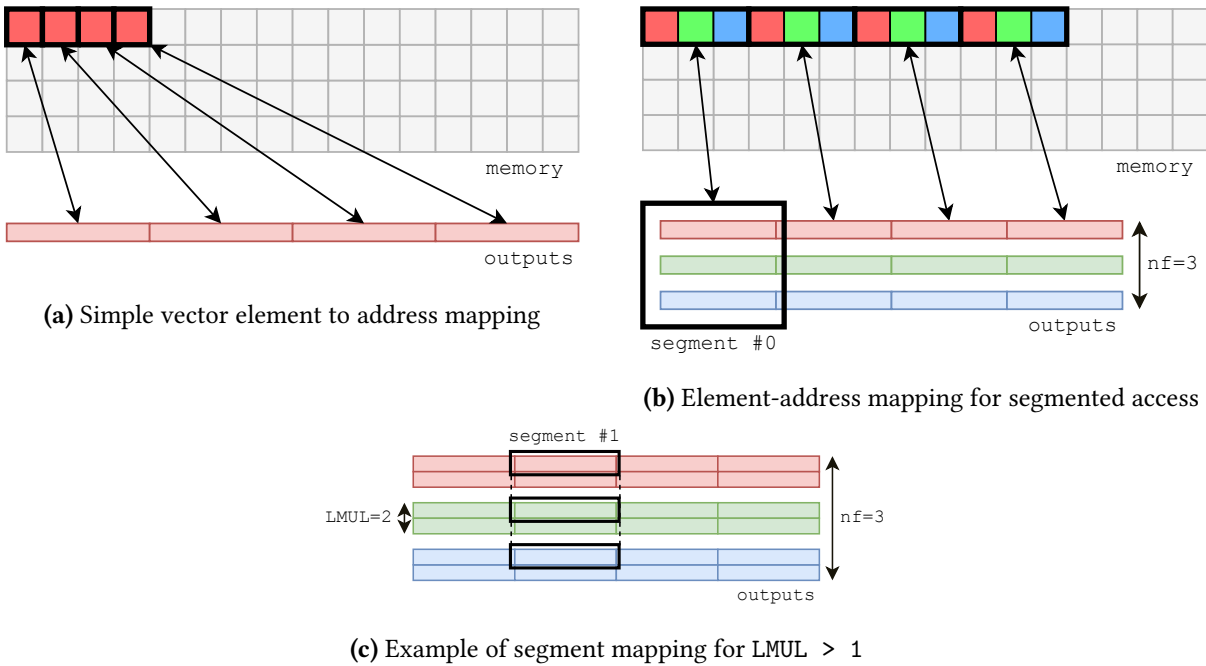 memory
outputs
(a) Simple vector element to address mapping
memory
nf=3
outputs
segment #0
(b) Element-address mapping for segmented access
segment #1
LMUL=2
nf=3
outputs
(c) Example of segment mapping for LMUL > 1